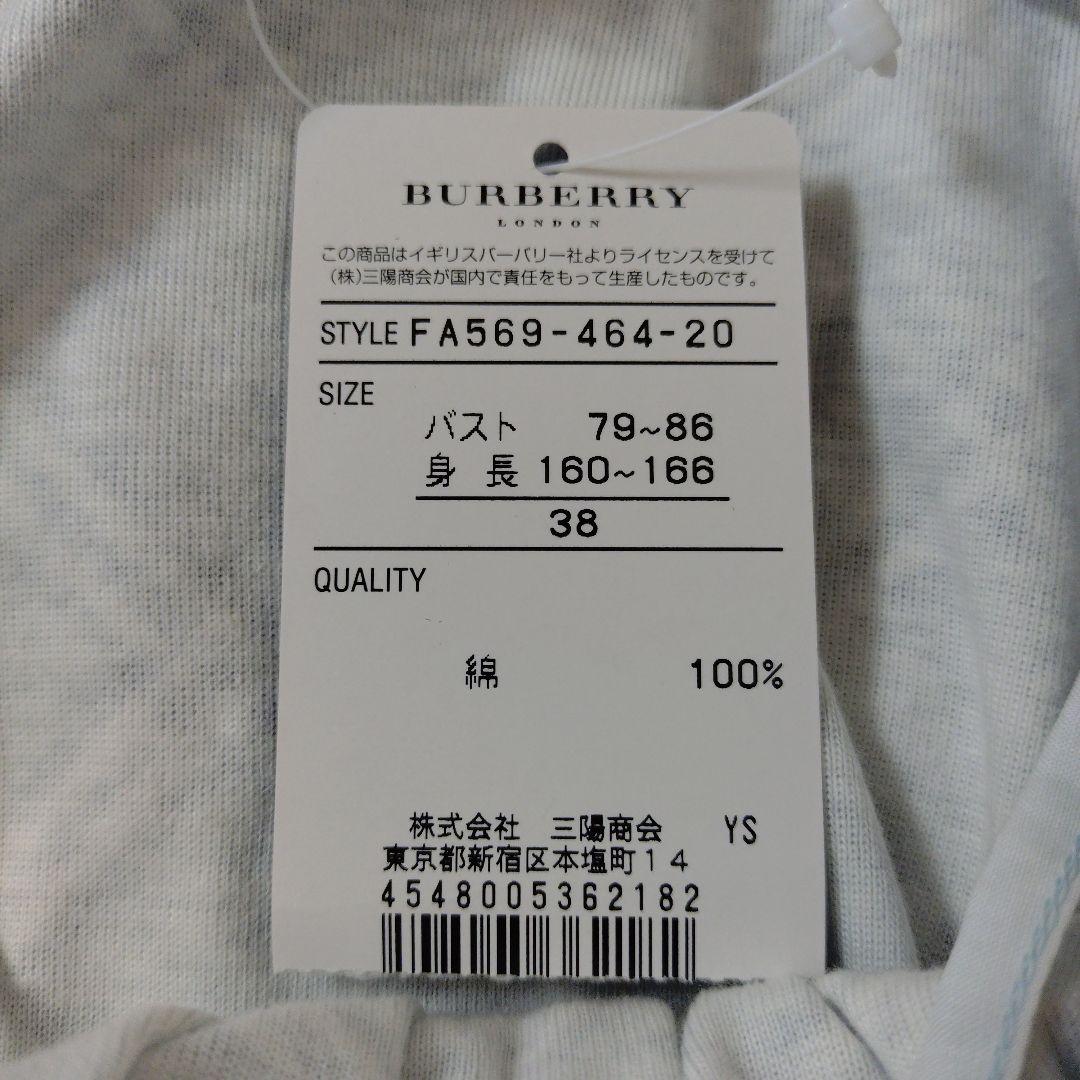 BURBERRY
LONDON
この商品はイギリスバーバリー社よりライセンスを受けて
(株)三陽商会が国内で責任をもって生産したものです。
STYLE FA569-464-20
SIZE
バスト 79~86
身長 160~166
38
QUALITY
綿 100%
株式会社 三陽商会 YS
東京都新宿区本塩町14
4548005362182